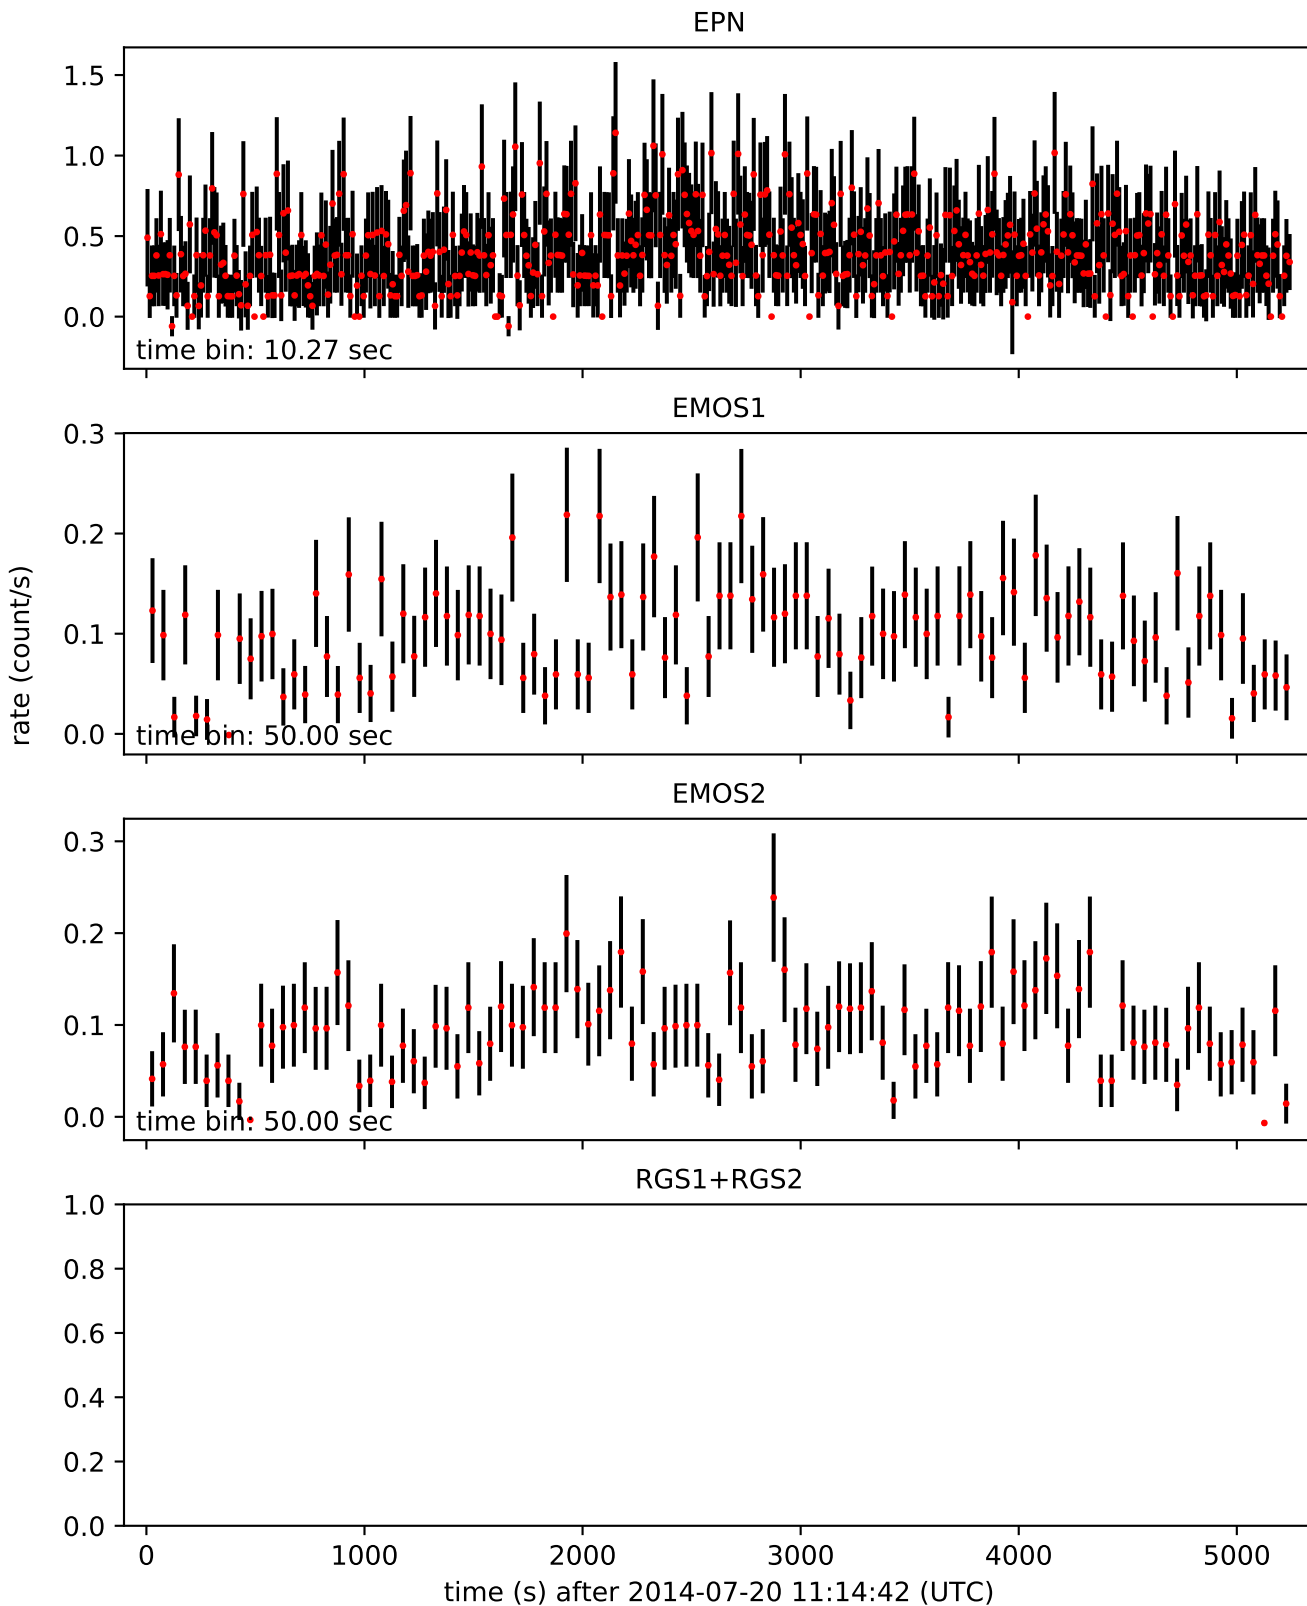 EPN
1.5
1.0
0.5
0.0
time bin: 10.27 sec
EMOS1
0.3
0.2
0.1
0.0
time bin: 50.00 sec
rate (count/s)
EMOS2
0.3
0.2
0.1
0.0
time bin: 50.00 sec
RGS1+RGS2
1.0
0.8
0.6
0.4
0.2
0.0
0 1000 2000 3000 4000 5000
time (s) after 2014-07-20 11:14:42 (UTC)